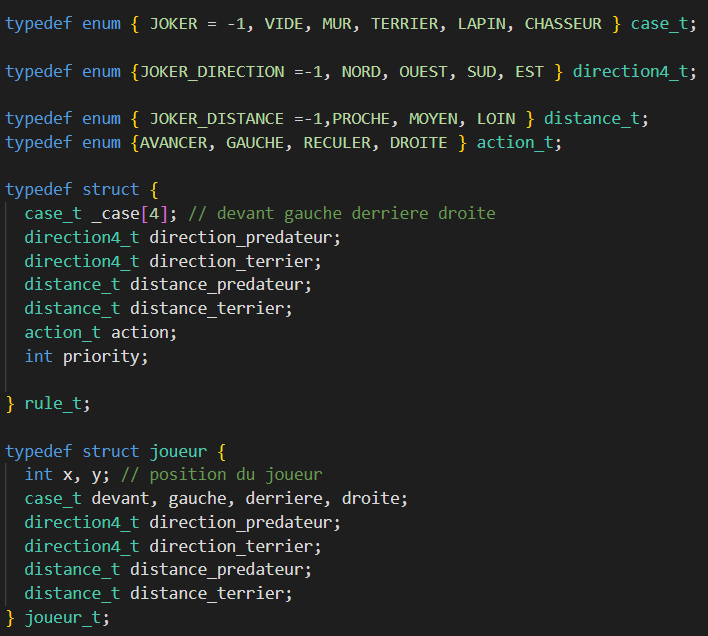 typedef enum { JOKER = -1, VIDE, MUR, TERRIER, LAPIN, CHASSEUR } case_t;
typedef enum {JOKER_DIRECTION =-1, NORD, OUEST, SUD, EST } direction4_t;
typedef enum { JOKER_DISTANCE =-1,PROCHE, MOYEN, LOIN } distance_t;
typedef enum {AVANCER, GAUCHE, RECULER, DROITE } action_t;
typedef struct {
case_t _case[4]; // devant gauche derriere droite
direction4_t direction_predateur;
direction4_t direction_terrier;
distance_t distance_predateur;
distance_t distance_terrier;
action_t action;
int priority;
} rule_t;
typedef struct joueur {
int x, y; // position du joueur
case_t devant, gauche, derriere, droite;
direction4_t direction_predateur;
direction4_t direction_terrier;
distance_t distance_predateur;
distance_t distance_terrier;
} joueur_t;